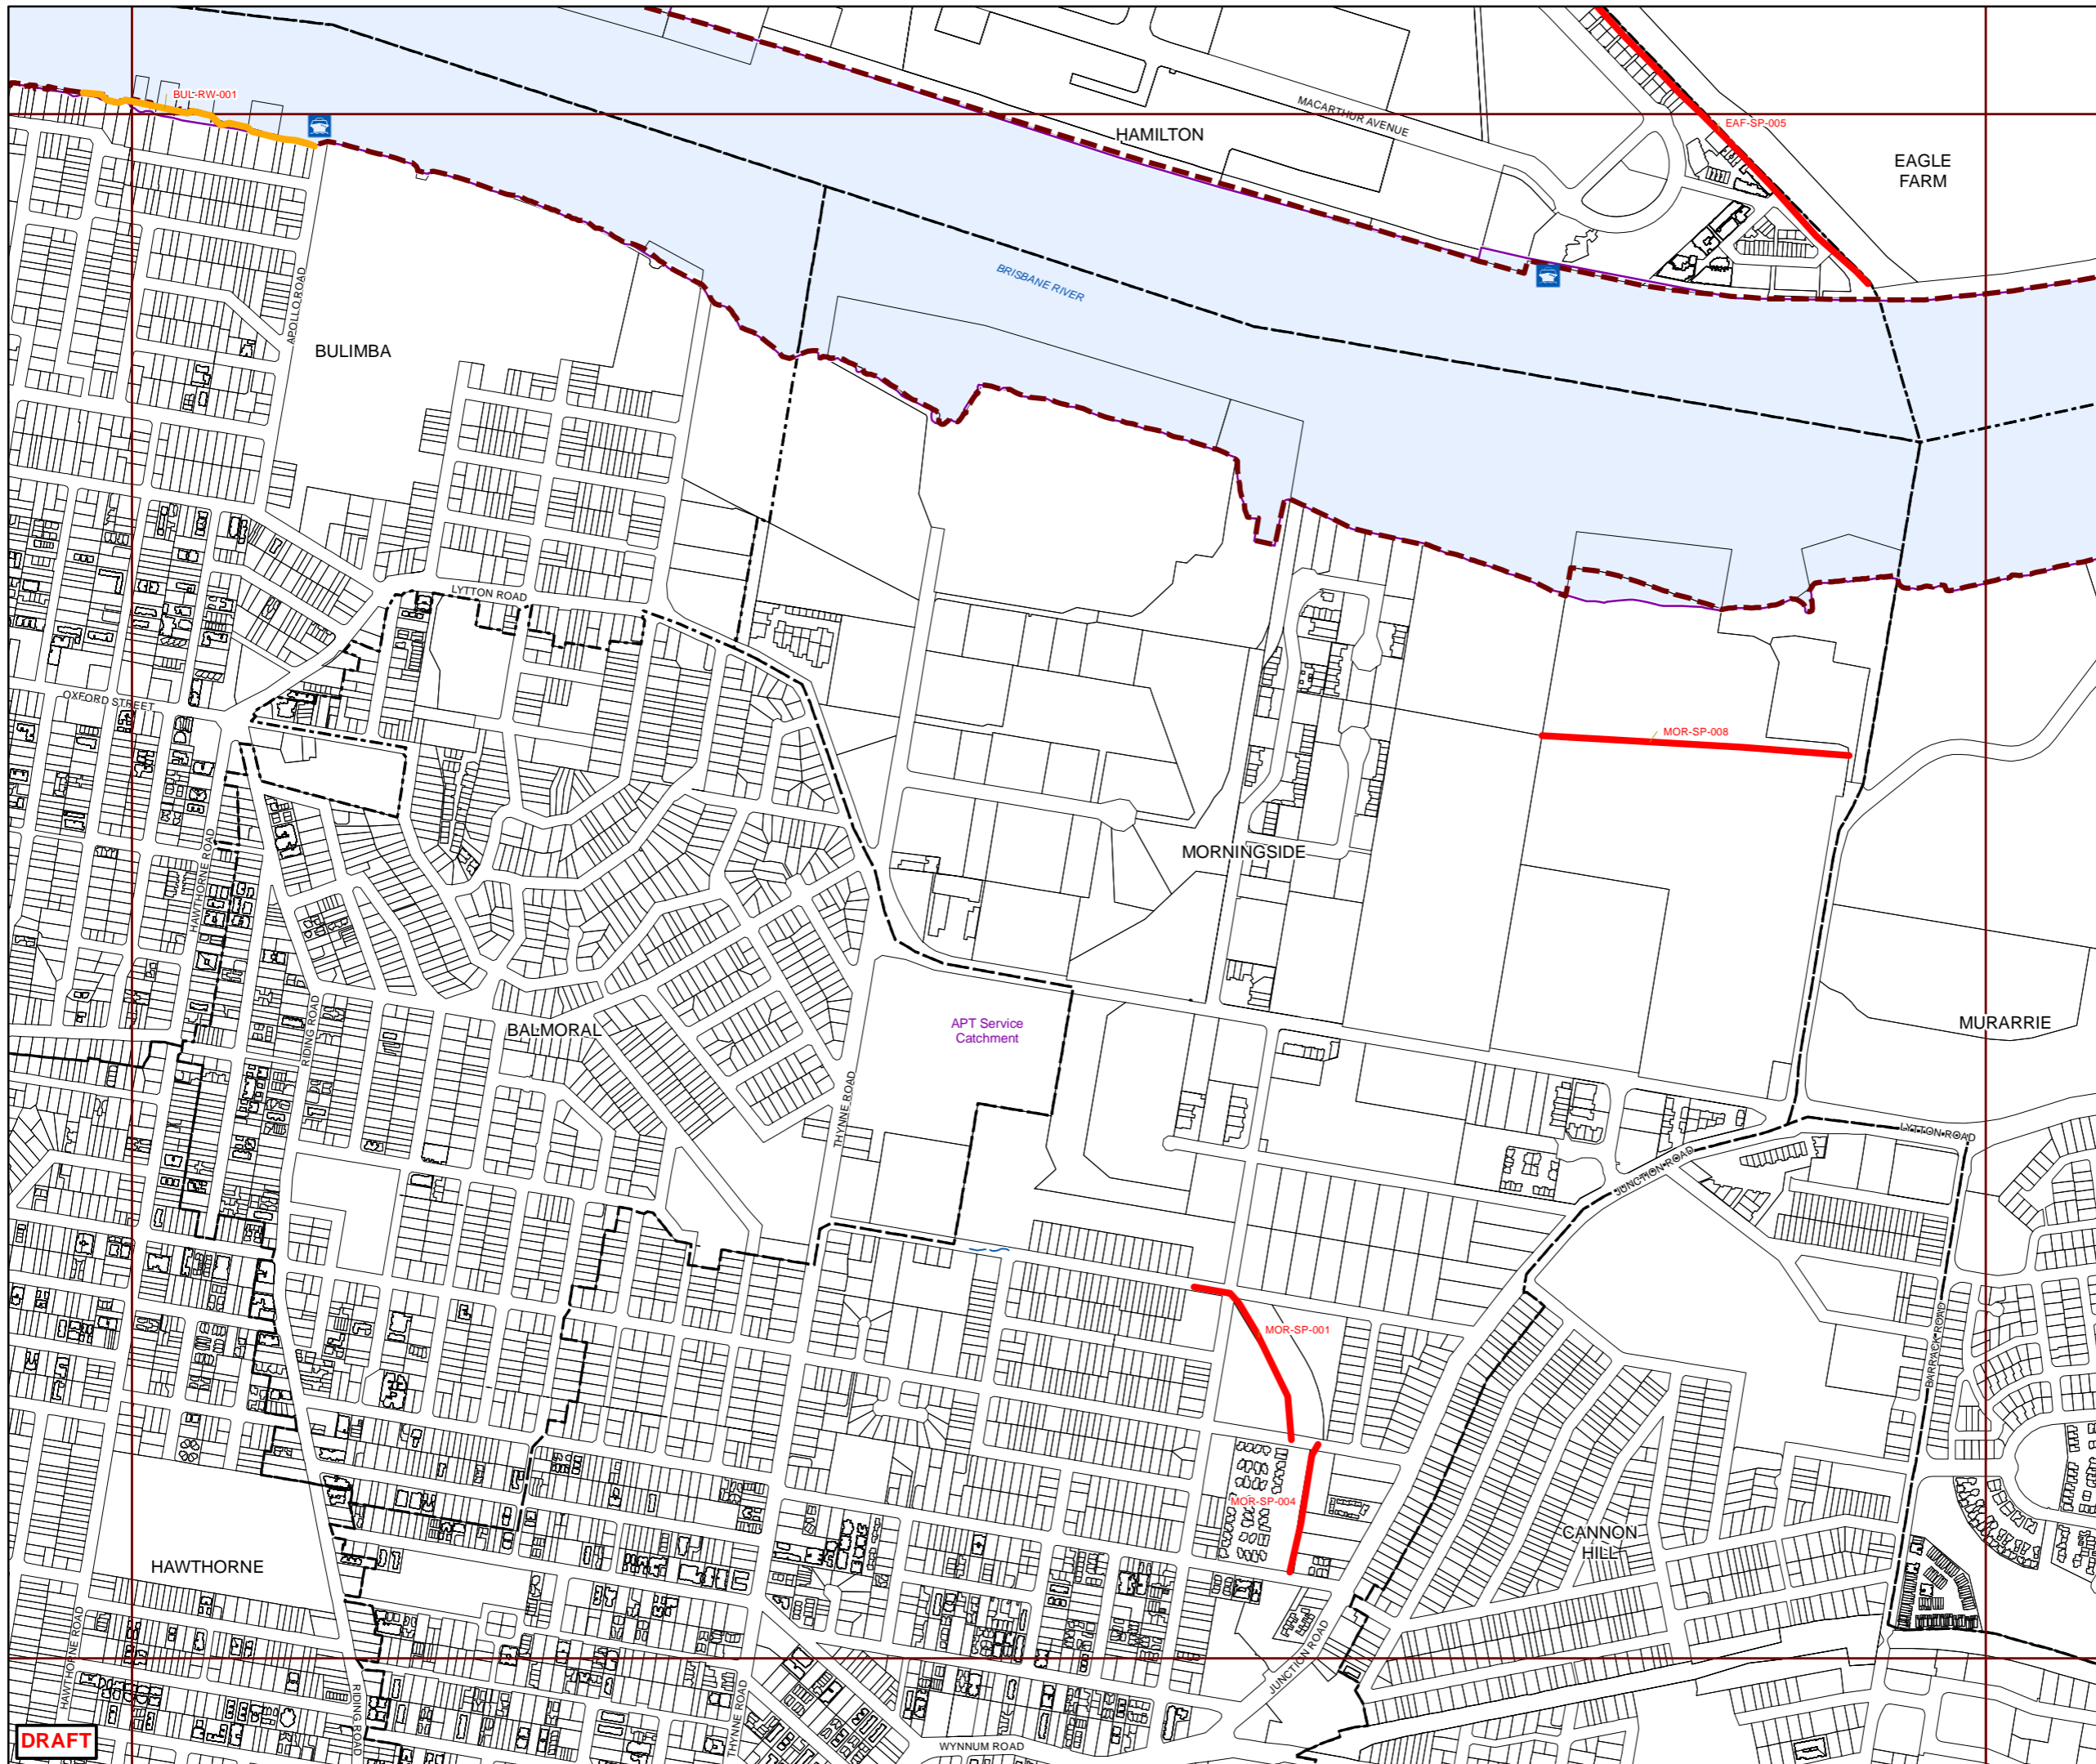 BUL-RW-001
MACARTHUR AVENUE
HAMILTON
EAF-SP-005
EAGLE
FARM
BRISBANE RIVER
APOLLO ROAD
BULIMBA
LYTTON ROAD
OXFORD STREET
MOR-SP-008
HAWTHORNE ROAD
MORNINGSIDE
RIDING ROAD
BALMORAL
APT Service
Catchment
MURARRIE
THYNNE ROAD
LYTTON ROAD
JUNCTION ROAD
MOR-SP-001
BARRACK ROAD
MOR-SP-004
CANNON
HILL
HAWTHORNE
HAWTHORNE ROAD
JUNCTION ROAD
RIDING ROAD
THYNNE ROAD
WYNNUM ROAD
DRAFT